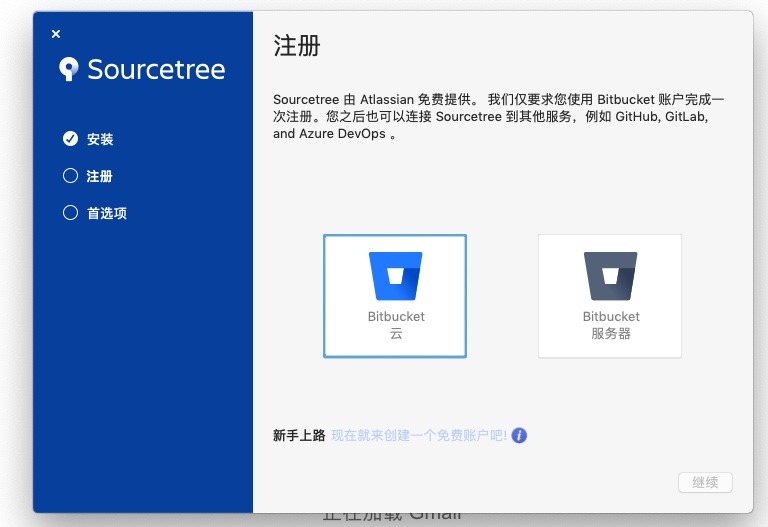 Sourcetree
安装
注册
首选项
注册
Sourcetree 由 Atlassian 免费提供。 我们仅要求您使用 Bitbucket 账户完成一
次注册。您之后也可以连接 Sourcetree 到其他服务，例如 GitHub, GitLab,
and Azure DevOps 。
Bitbucket
云
Bitbucket
服务器
新手上路 现在就来创建一个免费账户吧! i
继续
正在加载 Gmail